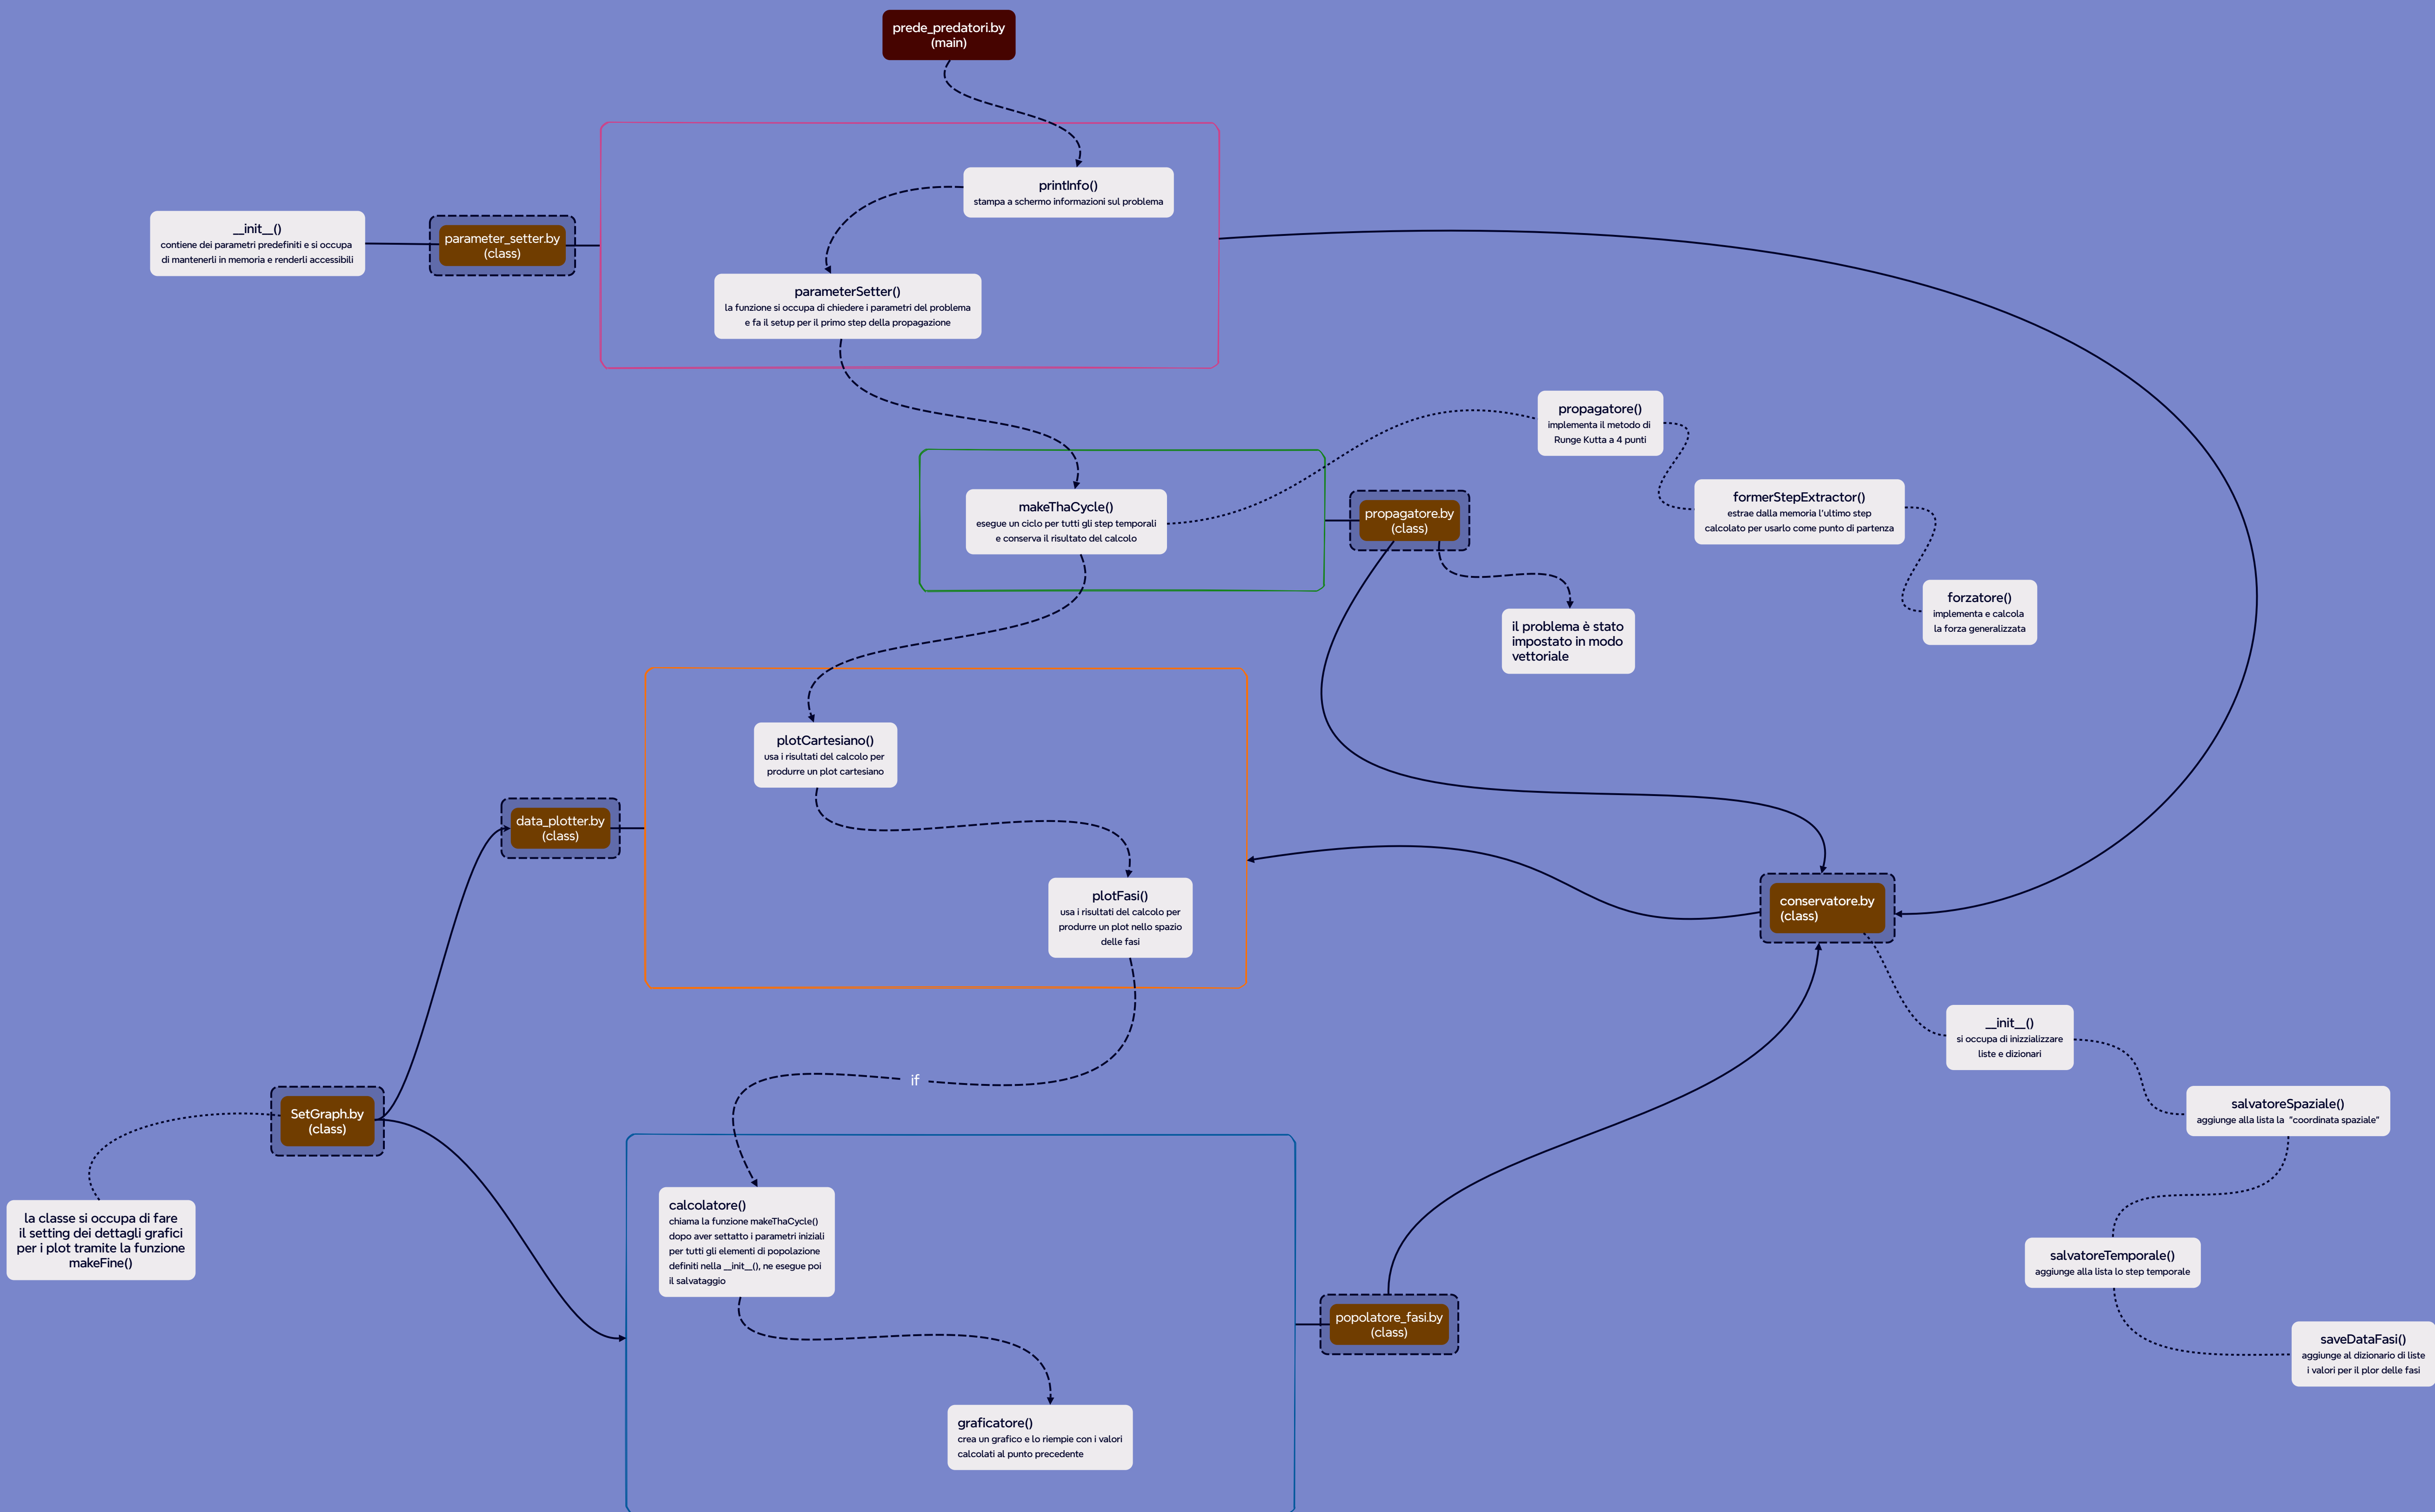 prede_predatori.by
(main)
printInfo()
stampa a schermo informazioni sul problema
__init__()
contiene dei parametri predefiniti e si occupa
di mantenerli in memoria e renderli accessibili
parameter_setter.by
(class)
parameterSetter()
la funzione si occupa di chiedere i parametri del problema
e fa il setup per il primo step della propagazione
propagatore()
implementa il metodo di
Runge Kutta a 4 punti
makeThaCycle()
esegue un ciclo per tutti gli step temporali
e conserva il risultato del calcolo
propagatore.by
(class)
formerStepExtractor()
estrae dalla memoria l'ultimo step
calcolato per usarlo come punto di partenza
forzatore()
implementa e calcola
la forza generalizzata
il problema è stato
impostato in modo
vettoriale
plotCartesiano()
usa i risultati del calcolo per
produrre un plot cartesiano
data_plotter.by
(class)
plotFasi()
usa i risultati del calcolo per
produrre un plot nello spazio
delle fasi
conservatore.by
(class)
__init__()
si occupa di inizzializzare
liste e dizionari
if
SetGraph.by
(class)
salvatoreSpaziale()
aggiunge alla lista la "coordinata spaziale"
la classe si occupa di fare
il setting dei dettagli grafici
per i plot tramite la funzione
makeFine()
calcolatore()
chiama la funzione makeThaCycle()
dopo aver settatto i parametri iniziali
per tutti gli elementi di popolazione
definiti nella __init__(), ne esegue poi
il salvataggio
salvatoreTemporale()
aggiunge alla lista lo step temporale
popolatore_fasi.by
(class)
saveDataFasi()
aggiunge al dizionario di liste
i valori per il plor delle fasi
graficatore()
crea un grafico e lo riempie con i valori
calcolati al punto precedente